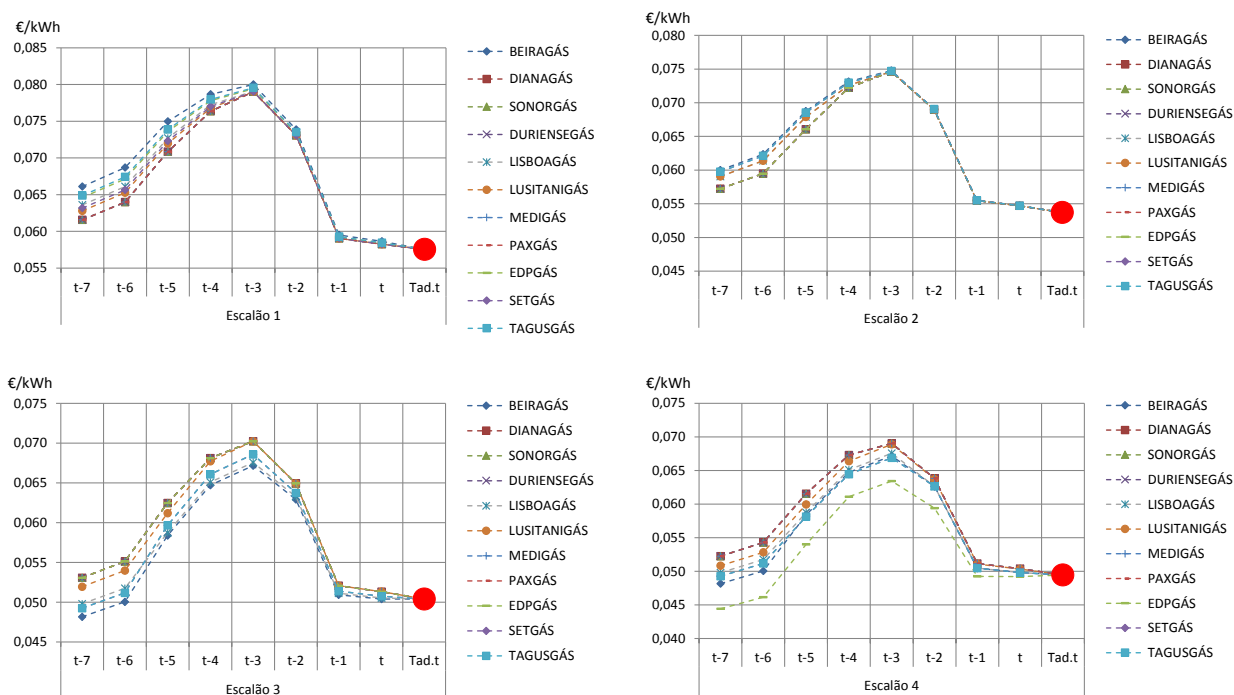 €/kWh
0,085
0,080
0,075
0,070
0,065
0,060
0,055
t-7 t-6 t-5 t-4 t-3 t-2 t-1 t Tad.t
Escalão 1
BEIRAGÁS
DIANAGÁS
SONORGÁS
DURIENSEGÁS
LISBOAGÁS
LUSITANIGÁS
MEDIGÁS
PAXGÁS
EDPGÁS
SETGÁS
TAGUSGÁS
€/kWh
0,080
0,075
0,070
0,065
0,060
0,055
0,050
0,045
t-7 t-6 t-5 t-4 t-3 t-2 t-1 t Tad.t
Escalão 2
BEIRAGÁS
DIANAGÁS
SONORGÁS
DURIENSEGÁS
LISBOAGÁS
LUSITANIGÁS
MEDIGÁS
PAXGÁS
EDPGÁS
SETGÁS
TAGUSGÁS
€/kWh
0,075
0,070
0,065
0,060
0,055
0,050
0,045
t-7 t-6 t-5 t-4 t-3 t-2 t-1 t Tad.t
Escalão 3
BEIRAGÁS
DIANAGÁS
SONORGÁS
DURIENSEGÁS
LISBOAGÁS
LUSITANIGÁS
MEDIGÁS
PAXGÁS
EDPGÁS
SETGÁS
TAGUSGÁS
€/kWh
0,075
0,070
0,065
0,060
0,055
0,050
0,045
0,040
t-7 t-6 t-5 t-4 t-3 t-2 t-1 t Tad.t
Escalão 4
BEIRAGÁS
DIANAGÁS
SONORGÁS
DURIENSEGÁS
LISBOAGÁS
LUSITANIGÁS
MEDIGÁS
PAXGÁS
EDPGÁS
SETGÁS
TAGUSGÁS